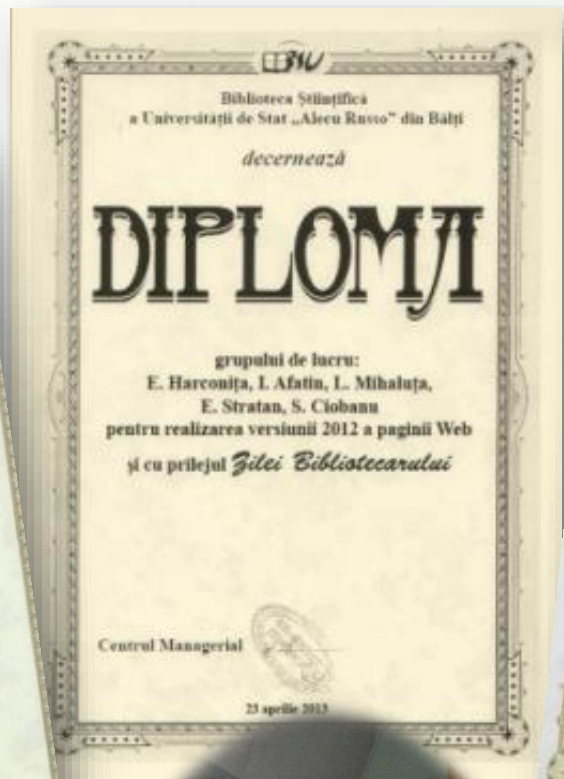 Biblioteca Științifică
a Universității de Stat „Alecu Russo” din Bălți
decernează
DIPLOMA
grupului de lucru:
E. Harconița, I. Afatin, L. Mihaluța,
E. Stratan, S. Ciobanu
pentru realizarea versiunii 2012 a paginii Web
și cu prilejul Zilei Bibliotecarului
Centrul Managerial
23 aprilie 2013